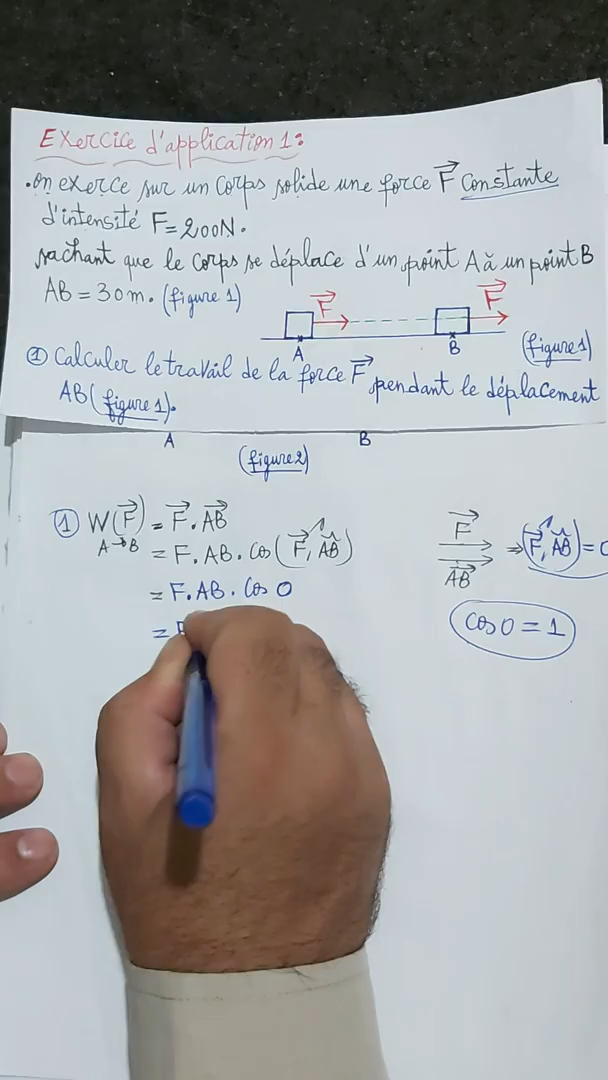 Exercice d'application 1:
.on exerce sur un corps solide une force F⃗ constante
d'intensité F=200N.
sachant que le corps se déplace d'un point A à un point B
AB = 30m. (figure 1)
F⃗ F⃗
A B (figure 1)
① Calculer le travail de la force F⃗ pendant le déplacement
AB (figure 1).
A B
(figure 2)
① W(F⃗) = F⃗.AB⃗
A→B
= F.AB.cos(F⃗, AB⃗)
= F.AB.cos 0
=
F⃗
AB⃗
⇒ (F⃗, AB⃗) = 0
cos 0 = 1